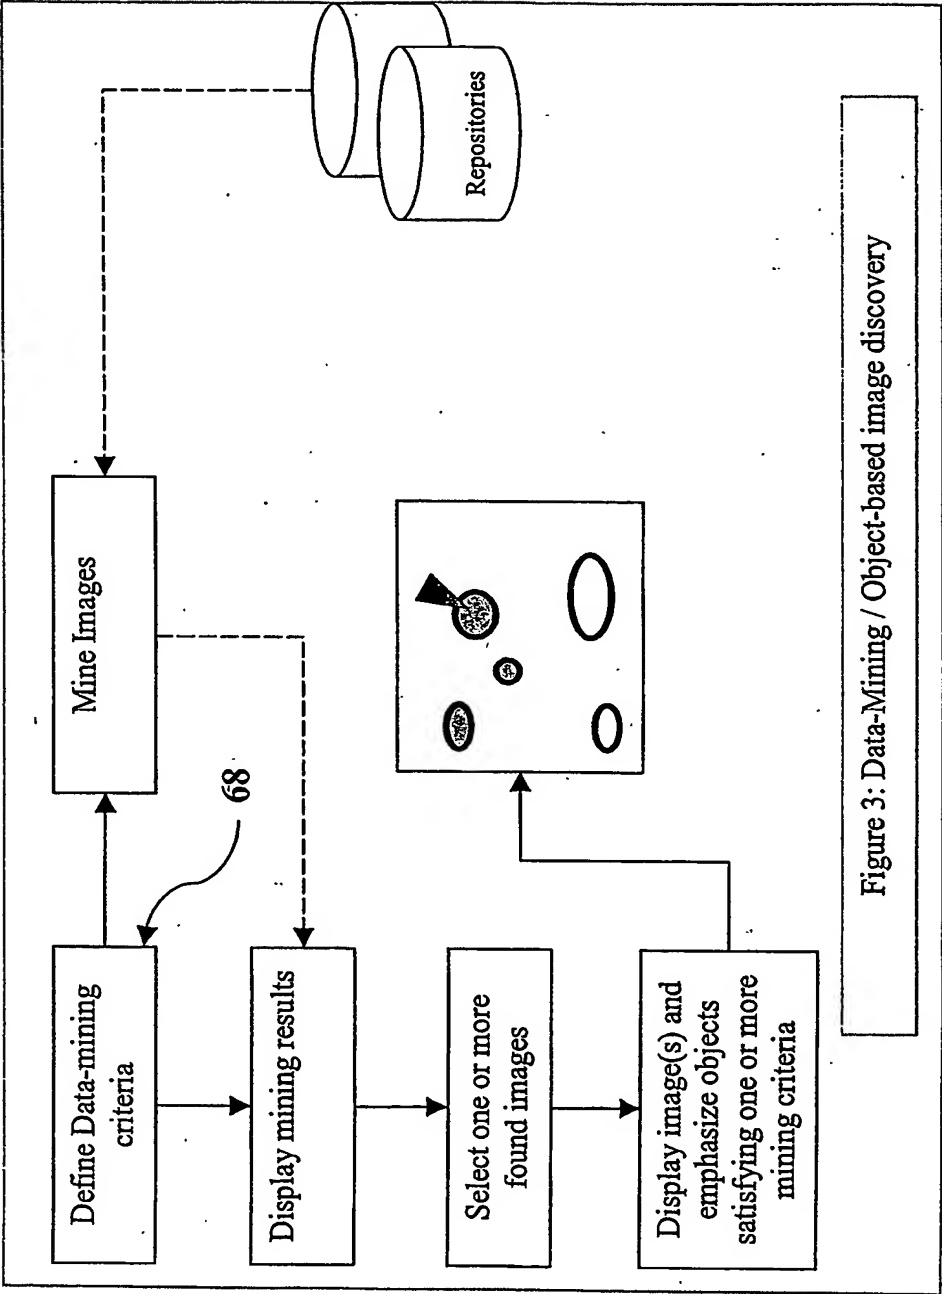 Define Data-mining
criteria
Mine Images
68
Display mining results
Select one or more
found images
Display image(s) and
emphasize objects
satisfying one or more
mining criteria
Repositories
Figure 3: Data-Mining / Object-based image discovery